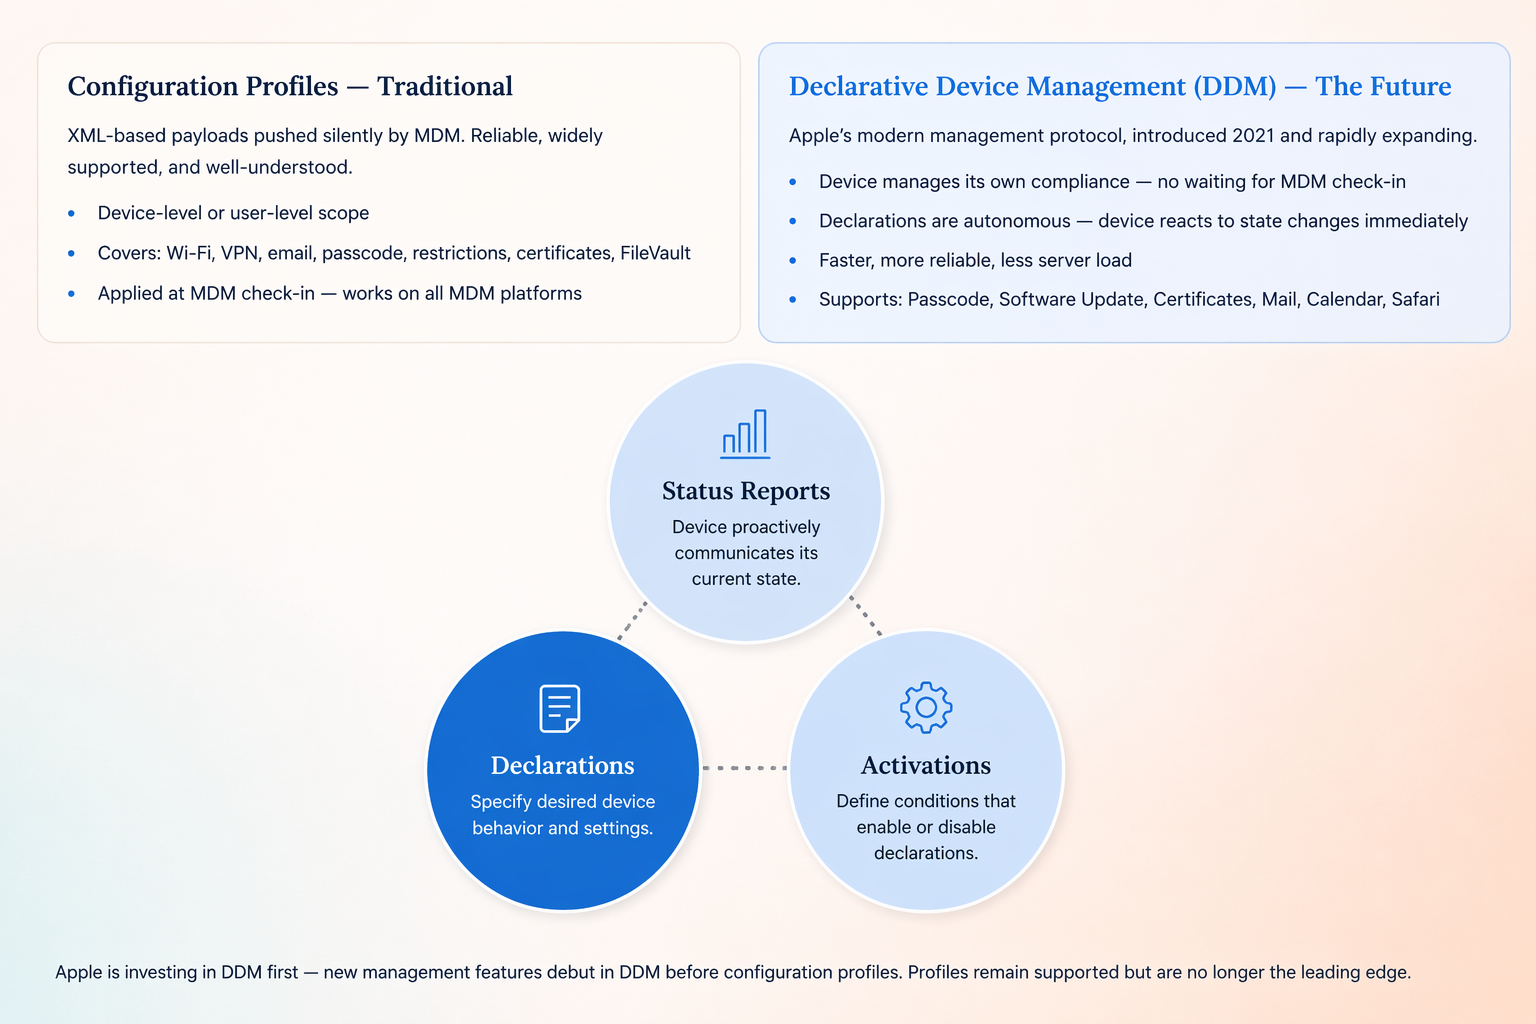 Configuration Profiles — Traditional
XML-based payloads pushed silently by MDM. Reliable, widely
supported, and well-understood.
• Device-level or user-level scope
• Covers: Wi-Fi, VPN, email, passcode, restrictions, certificates, FileVault
• Applied at MDM check-in — works on all MDM platforms
Declarative Device Management (DDM) — The Future
Apple’s modern management protocol, introduced 2021 and rapidly expanding.
• Device manages its own compliance — no waiting for MDM check-in
• Declarations are autonomous — device reacts to state changes immediately
• Faster, more reliable, less server load
• Supports: Passcode, Software Update, Certificates, Mail, Calendar, Safari
Status Reports
Device proactively
communicates its
current state.
Declarations
Specify desired device
behavior and settings.
Activations
Define conditions that
enable or disable
declarations.
Apple is investing in DDM first — new management features debut in DDM before configuration profiles. Profiles remain supported but are no longer the leading edge.